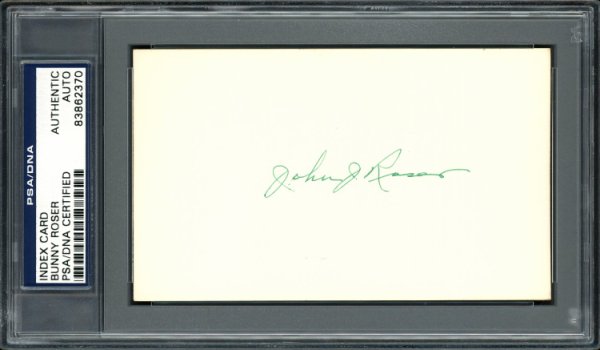 PSA/DNA
INDEX CARD
BUNNY ROSER
PSA/DNA CERTIFIED
AUTHENTIC
AUTO
83862370
John J. Roser